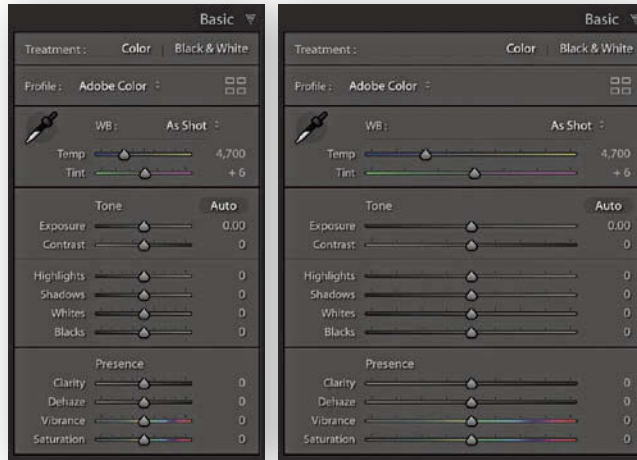 Basic
Treatment : Color Black & White
Profile : Adobe Color
WB : As Shot
Temp 4,700
Tint + 6
Tone Auto
Exposure 0.00
Contrast 0
Highlights 0
Shadows 0
Whites 0
Blacks 0
Presence
Clarity 0
Dehaze 0
Vibrance 0
Saturation 0
Basic
Treatment : Color Black & White
Profile : Adobe Color
WB : As Shot
Temp 4,700
Tint + 6
Tone Auto
Exposure 0.00
Contrast 0
Highlights 0
Shadows 0
Whites 0
Blacks 0
Presence
Clarity 0
Dehaze 0
Vibrance 0
Saturation 0